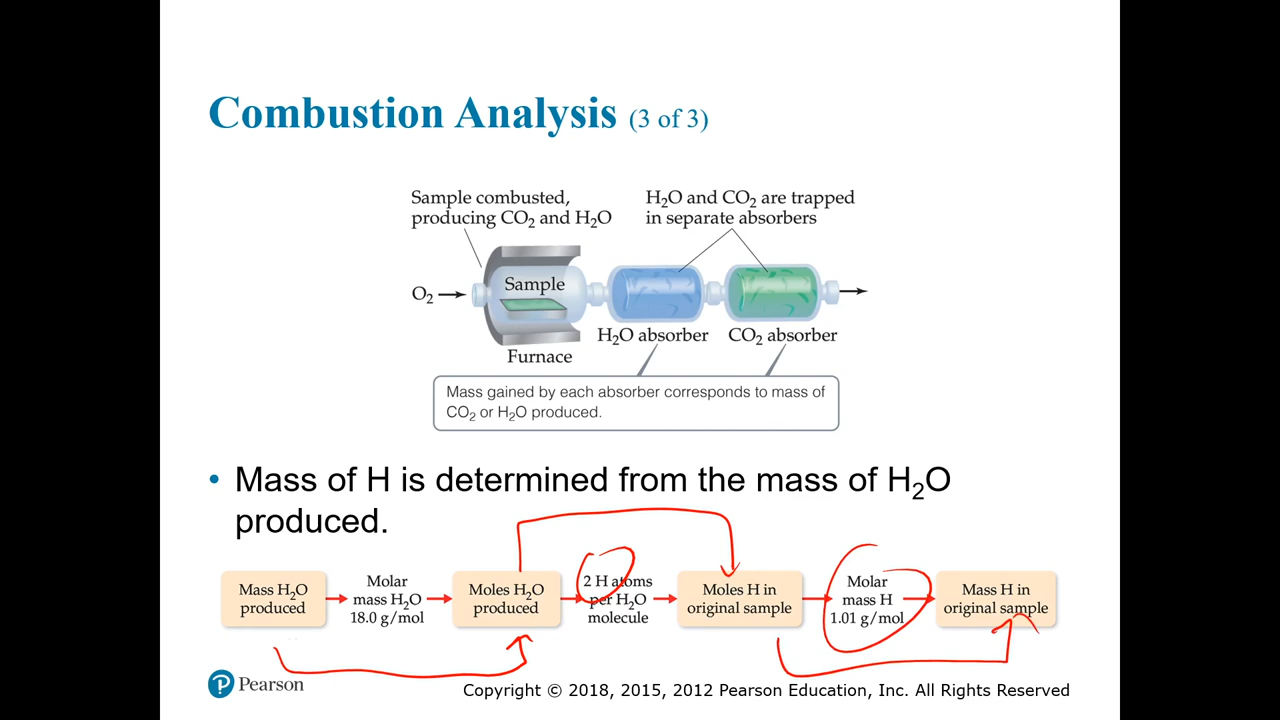 Combustion Analysis (3 of 3)
Sample combusted,
producing CO₂ and H₂O
H₂O and CO₂ are trapped
in separate absorbers
O₂
Sample
H₂O absorber
CO₂ absorber
Furnace
Mass gained by each absorber corresponds to mass of
CO₂ or H₂O produced.
• Mass of H is determined from the mass of H₂O
produced.
Mass H₂O
produced
Molar
mass H₂O
18.0 g/mol
Moles H₂O
produced
2 H atoms
per H₂O
molecule
Moles H in
original sample
Molar
mass H
1.01 g/mol
Mass H in
original sample
P Pearson
Copyright © 2018, 2015, 2012 Pearson Education, Inc. All Rights Reserved